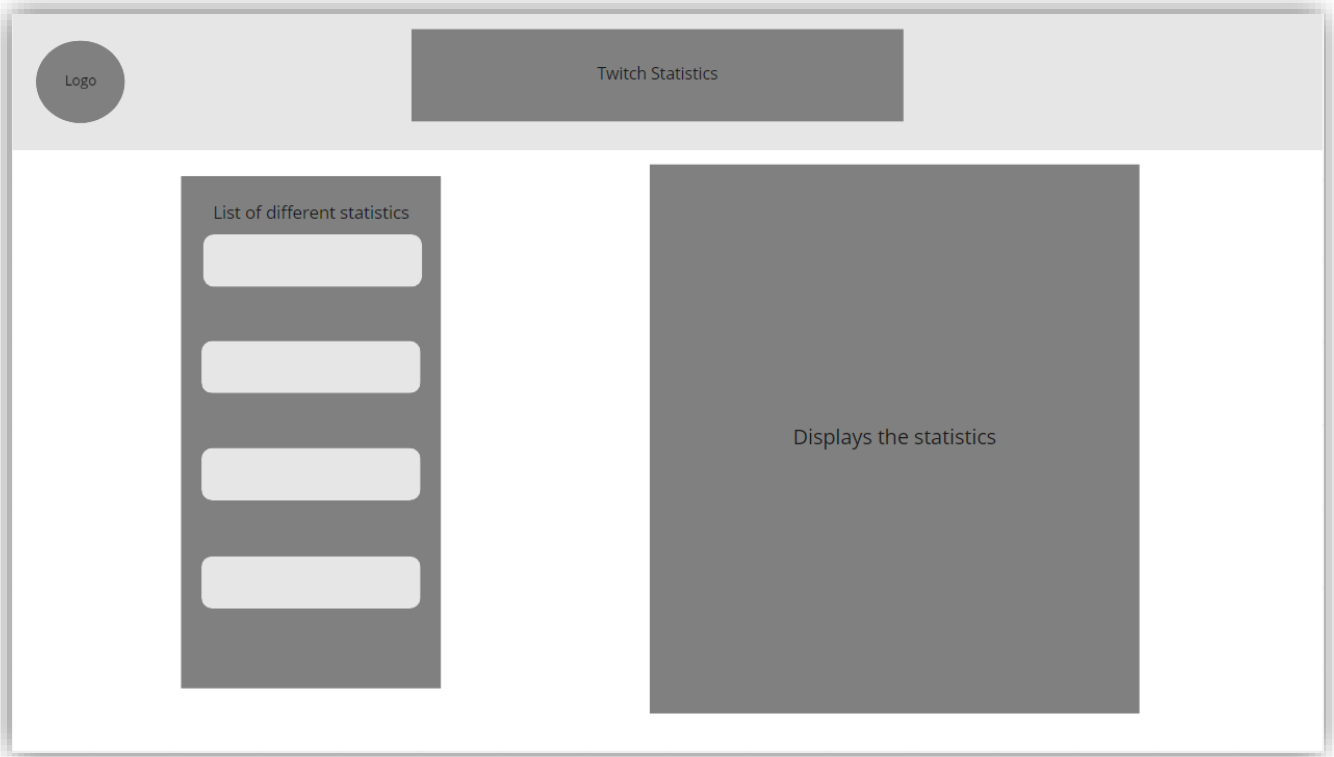 Logo
Twitch Statistics
List of different statistics
Displays the statistics